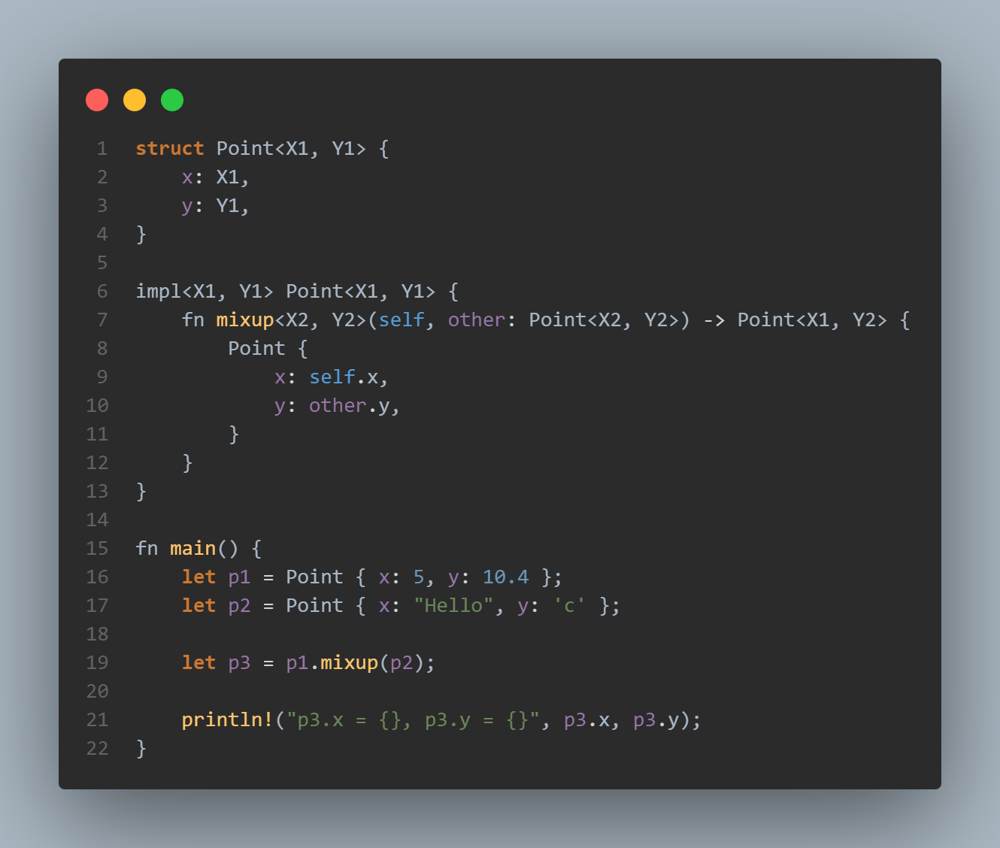 1 struct Point<X1, Y1> {
2     x: X1,
3     y: Y1,
4 }
5
6 impl<X1, Y1> Point<X1, Y1> {
7     fn mixup<X2, Y2>(self, other: Point<X2, Y2>) -> Point<X1, Y2> {
8         Point {
9             x: self.x,
10             y: other.y,
11         }
12     }
13 }
14
15 fn main() {
16     let p1 = Point { x: 5, y: 10.4 };
17     let p2 = Point { x: "Hello", y: 'c' };
18
19     let p3 = p1.mixup(p2);
20
21     println!("p3.x = {}, p3.y = {}", p3.x, p3.y);
22 }